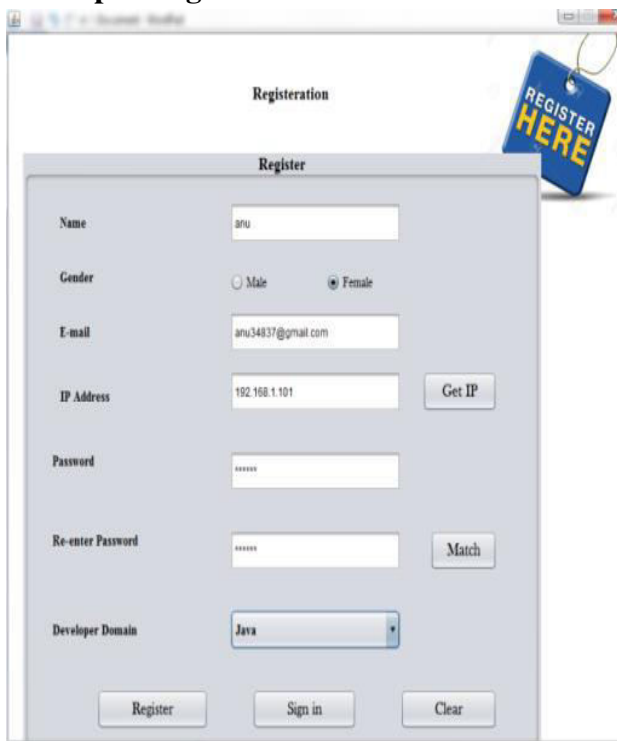 Registeration
REGISTER
HERE
Register
Name
anu
Gender
Male Female
E-mail
anu34837@gmail.com
IP Address
192.168.1.101
Get IP
Password
******
Re-enter Password
******
Match
Developer Domain
Java
Register Sign in Clear